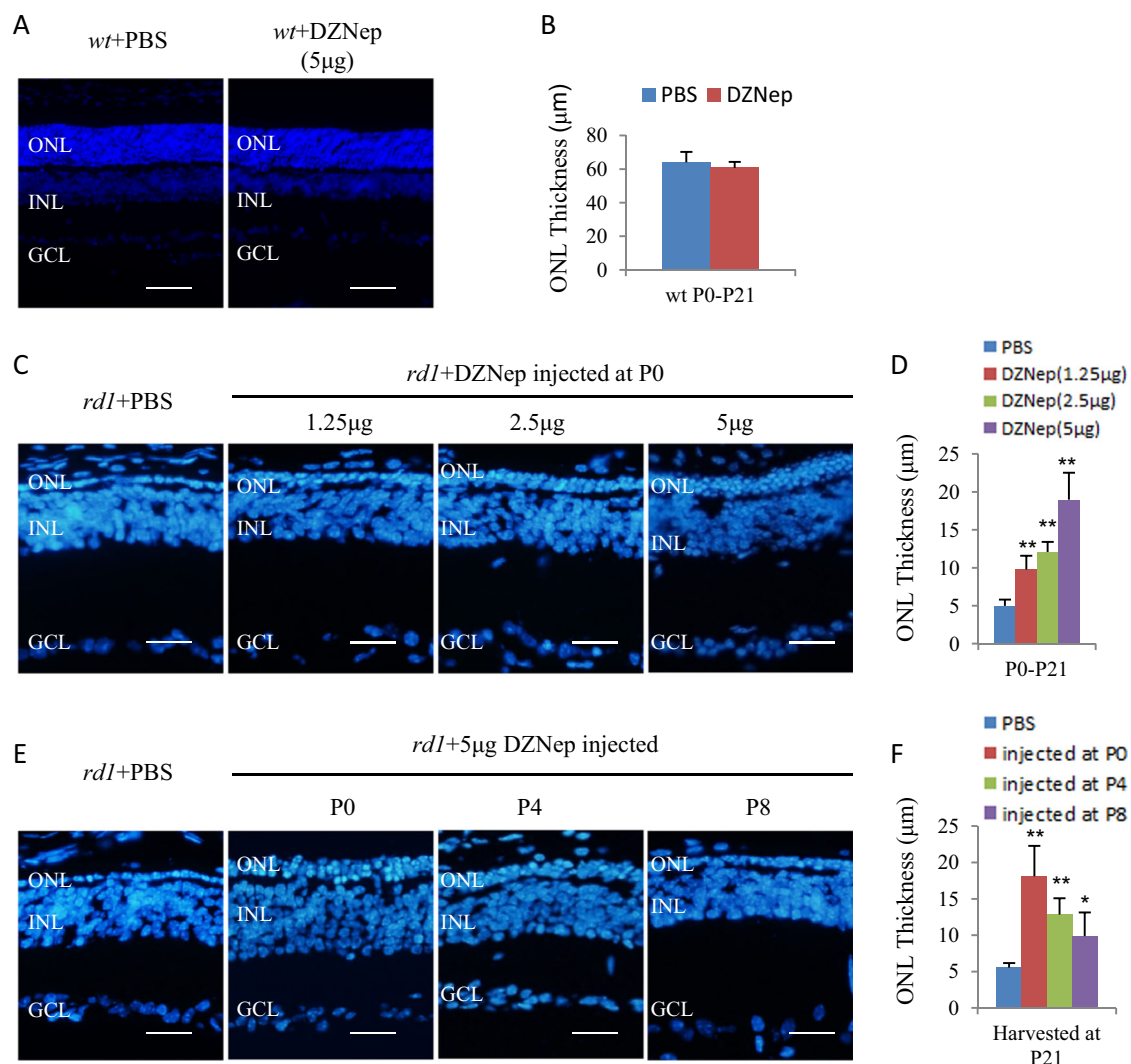 A
wt+PBS
wt+DZNep
(5µg)
ONL
INL
GCL
ONL
INL
GCL
B
PBS DZNep
ONL Thickness (µm)
80
60
40
20
0
wt P0-P21
C
rd1+PBS
rd1+DZNep injected at P0
1.25µg 2.5µg 5µg
ONL
INL
GCL
ONL
INL
GCL
ONL
INL
GCL
ONL
INL
GCL
D
PBS
DZNep(1.25µg)
DZNep(2.5µg)
DZNep(5µg)
ONL Thickness (µm)
25
20
15
10
5
0
**
**
**
P0-P21
E
rd1+PBS
rd1+5µg DZNep injected
P0 P4 P8
ONL
INL
GCL
ONL
INL
GCL
ONL
INL
GCL
ONL
INL
GCL
F
PBS
injected at P0
injected at P4
injected at P8
ONL Thickness (µm)
25
20
15
10
5
0
**
**
*
Harvested at
P21